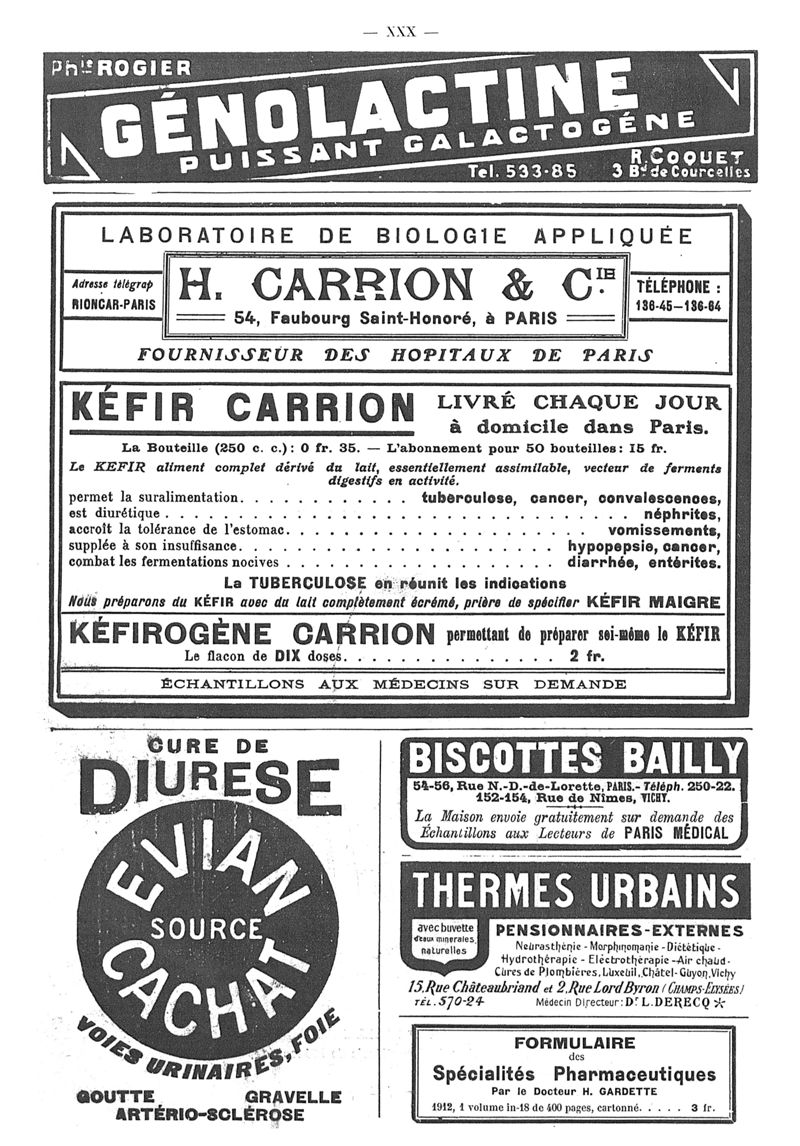 — XXX —
Phie ROGIER
GÉNOLACTINE
PUISSANT GALACTOGÉNE
Tel. 533-85
R. COQUET
3 Bd de Courcelles
LABORATOIRE DE BIOLOGIE APPLIQUÉE
Adresse télégrap
RIONCAR-PARIS
H. CARRION & CIE.
54, Faubourg Saint-Honoré, à PARIS
TÉLÉPHONE :
136-45—136-64
FOURNISSEUR DES HOPITAUX DE PARIS
KÉFIR CARRION
LIVRÉ CHAQUE JOUR
à domicile dans Paris.
La Bouteille (250 c. c.) : 0 fr. 35. — L'abonnement pour 50 bouteilles : 15 fr.
Le KEFIR aliment complet dérivé du lait, essentiellement assimilable, vecteur de ferments
digestifs en activité.
permet la suralimentation. . . . . . . . . . . . tuberculose, cancer, convalescences,
est diurétique . . . . . . . . . . . . . . . . . . . . . . . . . . . . . . néphrites,
accroît la tolérance de l'estomac. . . . . . . . . . . . . . . . . . . . vomissements,
supplée à son insuffisance. . . . . . . . . . . . . . . . . . . . hypopepsie, cancer,
combat les fermentations nocives . . . . . . . . . . . . . . . . . diarrhée, entérites.
La TUBERCULOSE en réunit les indications
Nous préparons du KÉFIR avec du lait complètement écrémé, prière de spécifier KÉFIR MAIGRE
KÉFIROGÈNE CARRION permettant de préparer soi-même le KÉFIR
Le flacon de DIX doses. . . . . . . . . . . . . . . 2 fr.
ÉCHANTILLONS AUX MÉDECINS SUR DEMANDE
CURE DE
DIURESE
EVIAN
SOURCE
CACHAT
VOIES URINAIRES, FOIE
GOUTTE GRAVELLE
ARTÉRIO-SCLÉROSE
BISCOTTES BAILLY
54-56, Rue N.-D.-de-Lorette, PARIS.- Téléph. 250-22.
152-154, Rue de Nîmes, VICHY.
La Maison envoie gratuitement sur demande des
Échantillons aux Lecteurs de PARIS MÉDICAL
THERMES URBAINS
avec buvette
d'eaux minerales
naturelles
PENSIONNAIRES-EXTERNES
Neurasthénie - Morphinomanie - Diététique -
Hydrothérapie - Electrothérapie - Air chaud -
Cures de Plombières, Luxeuil, Châtel-Guyon, Vichy
15, Rue Châteaubriand et 2, Rue Lord Byron (CHAMPS-ELYSÉES)
TÉL. 570-24 Médecin Directeur : Dr L. DERECQ
FORMULAIRE
des
Spécialités Pharmaceutiques
Par le Docteur H. GARDETTE
1912, 1 volume in-18 de 400 pages, cartonné. . . . . 3 fr.